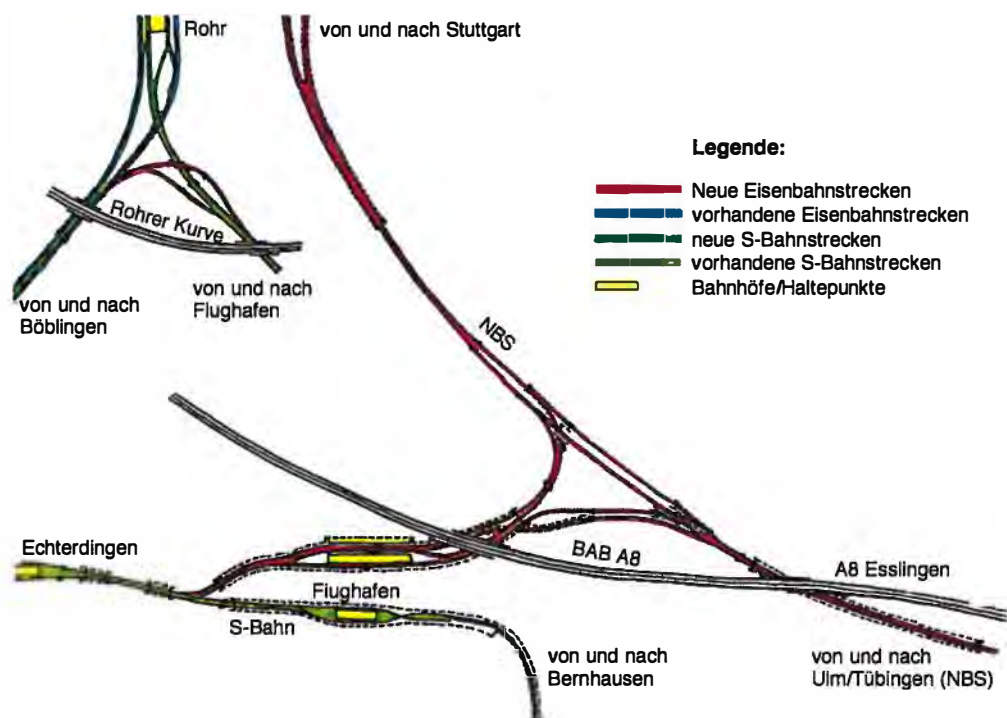 Rohr
von und nach Stuttgart
Legende:
Neue Eisenbahnstrecken
vorhandene Eisenbahnstrecken
neue S-Bahnstrecken
vorhandene S-Bahnstrecken
Bahnhöfe/Haltepunkte
Rohrer Kurve
von und nach
Böblingen
von und nach
Flughafen
NBS
Echterdingen
BAB A8
A8 Esslingen
Flughafen
S-Bahn
von und nach
Bernhausen
von und nach
Ulm/Tübingen (NBS)